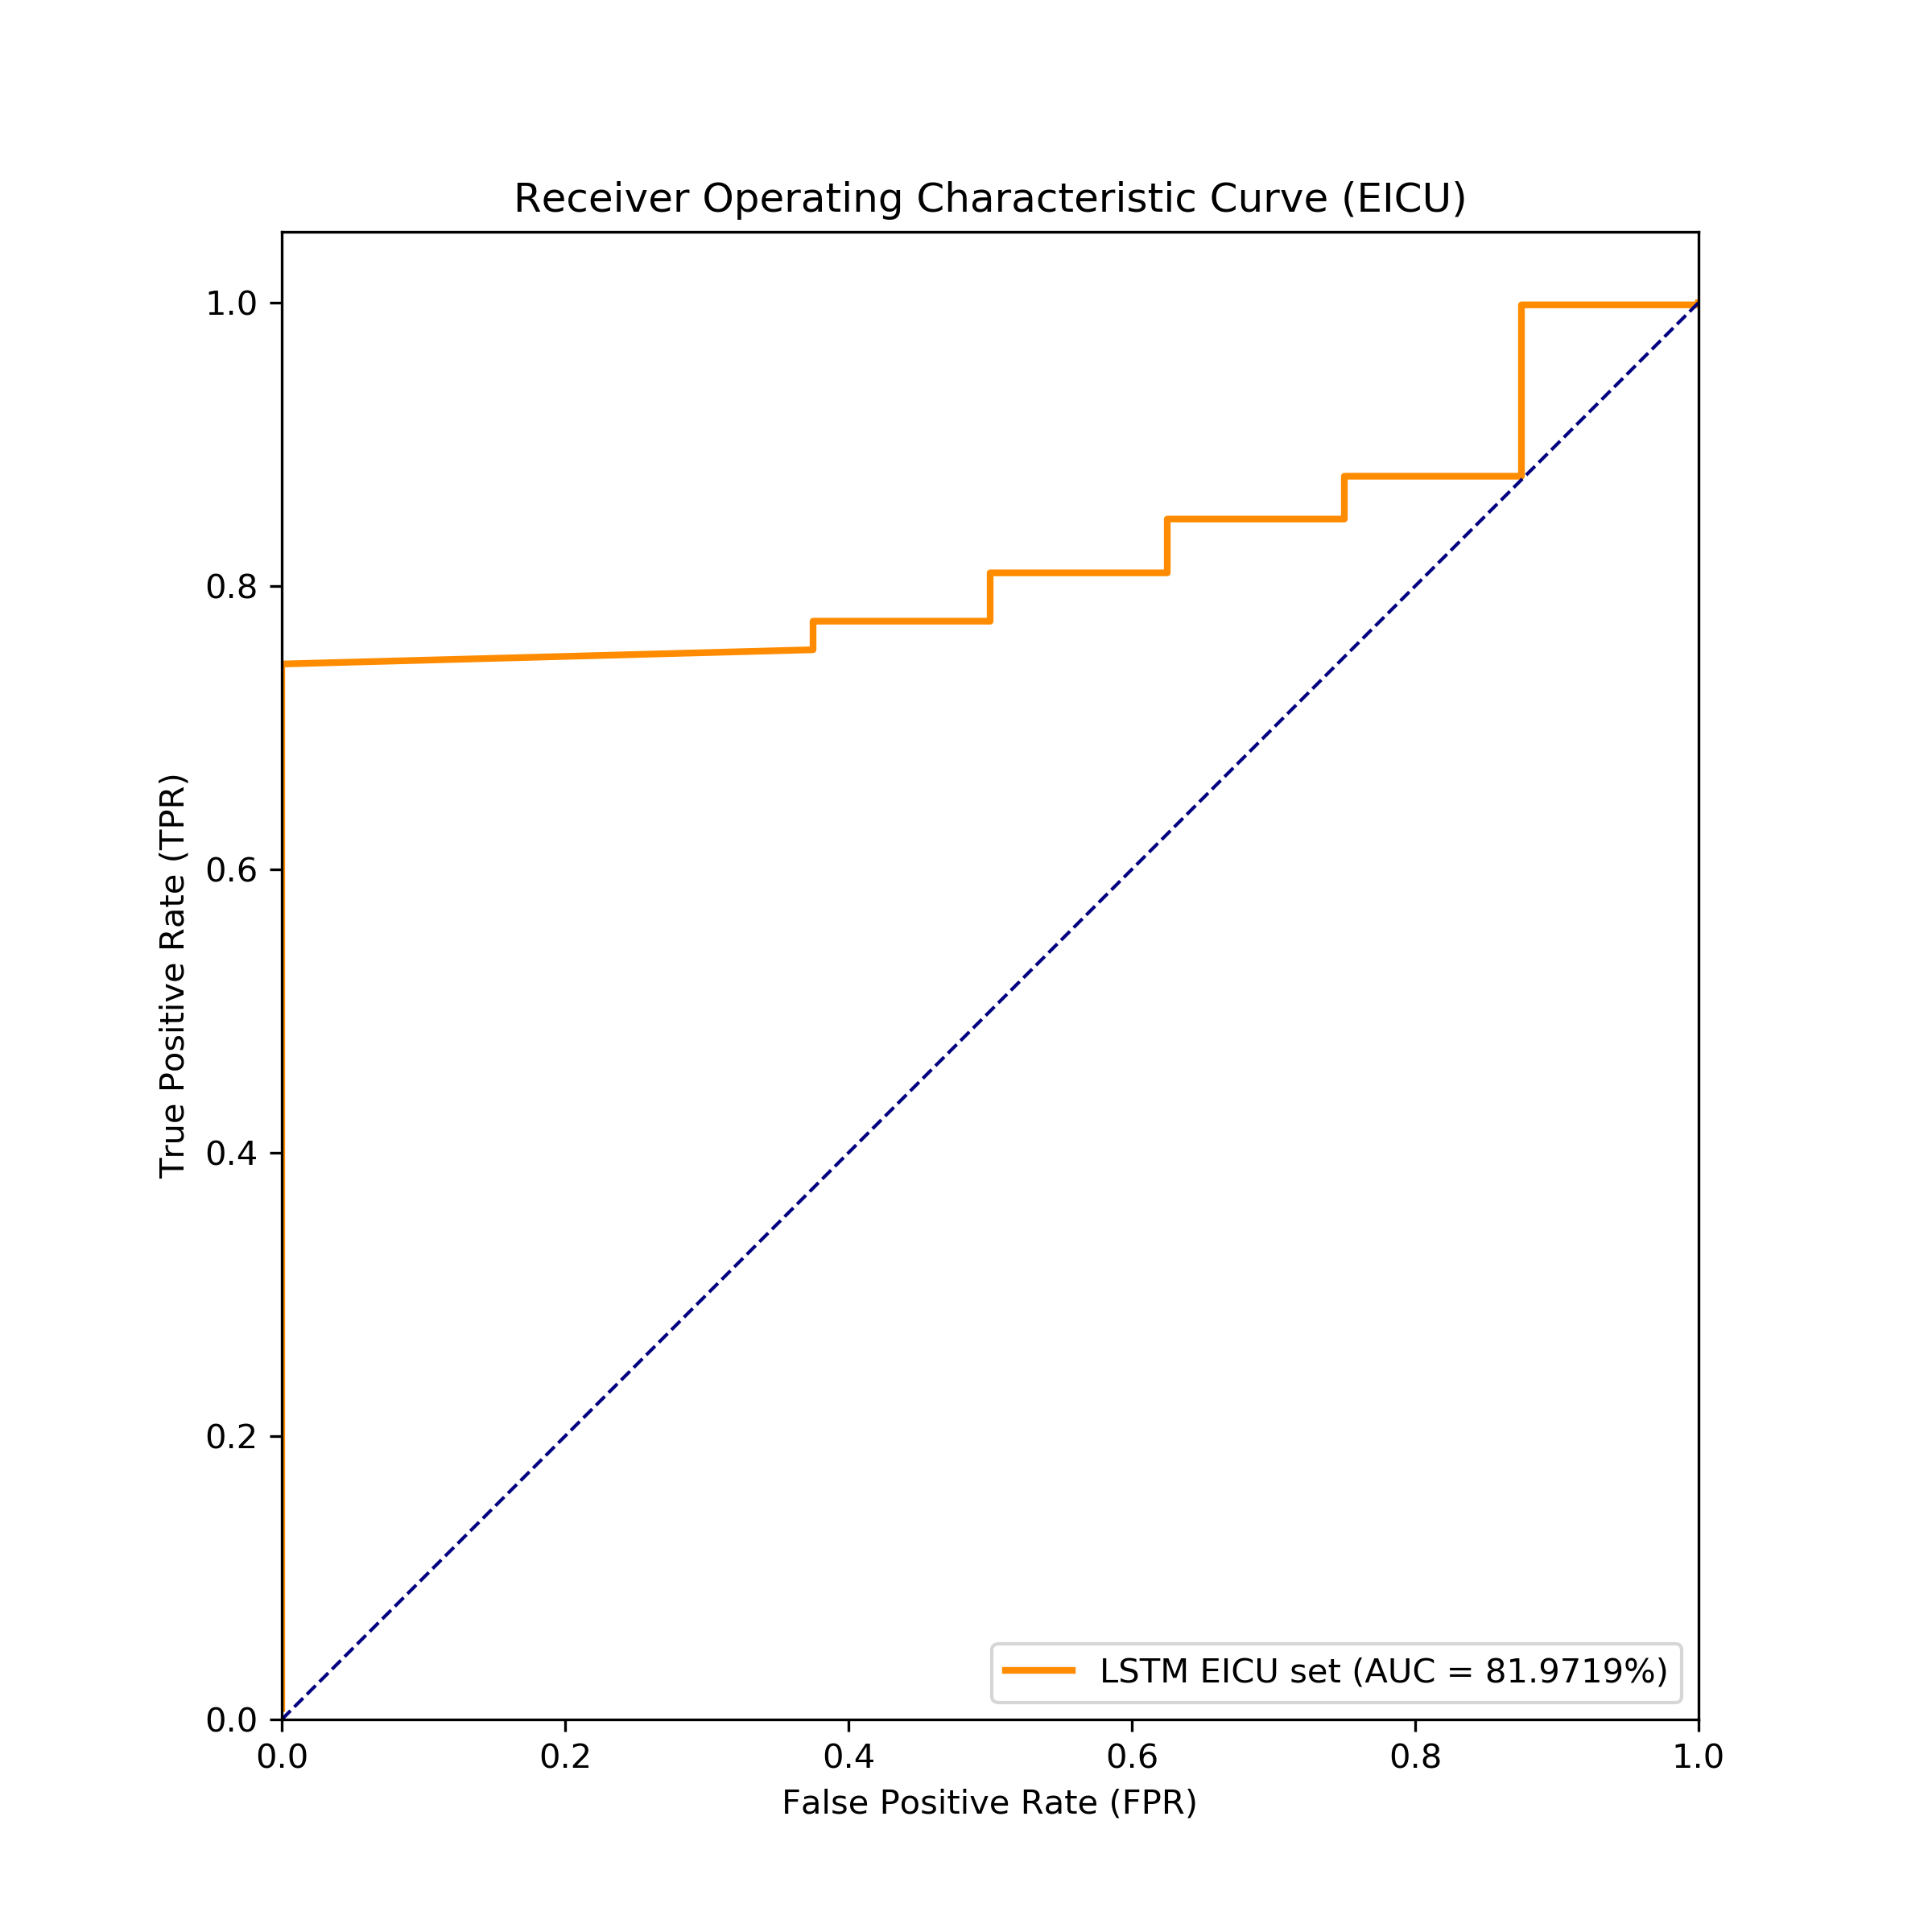 Receiver Operating Characteristic Curve (EICU)
True Positive Rate (TPR)
1.0
0.8
0.6
0.4
0.2
0.0
0.0 0.2 0.4 0.6 0.8 1.0
False Positive Rate (FPR)
LSTM EICU set (AUC = 81.9719%)